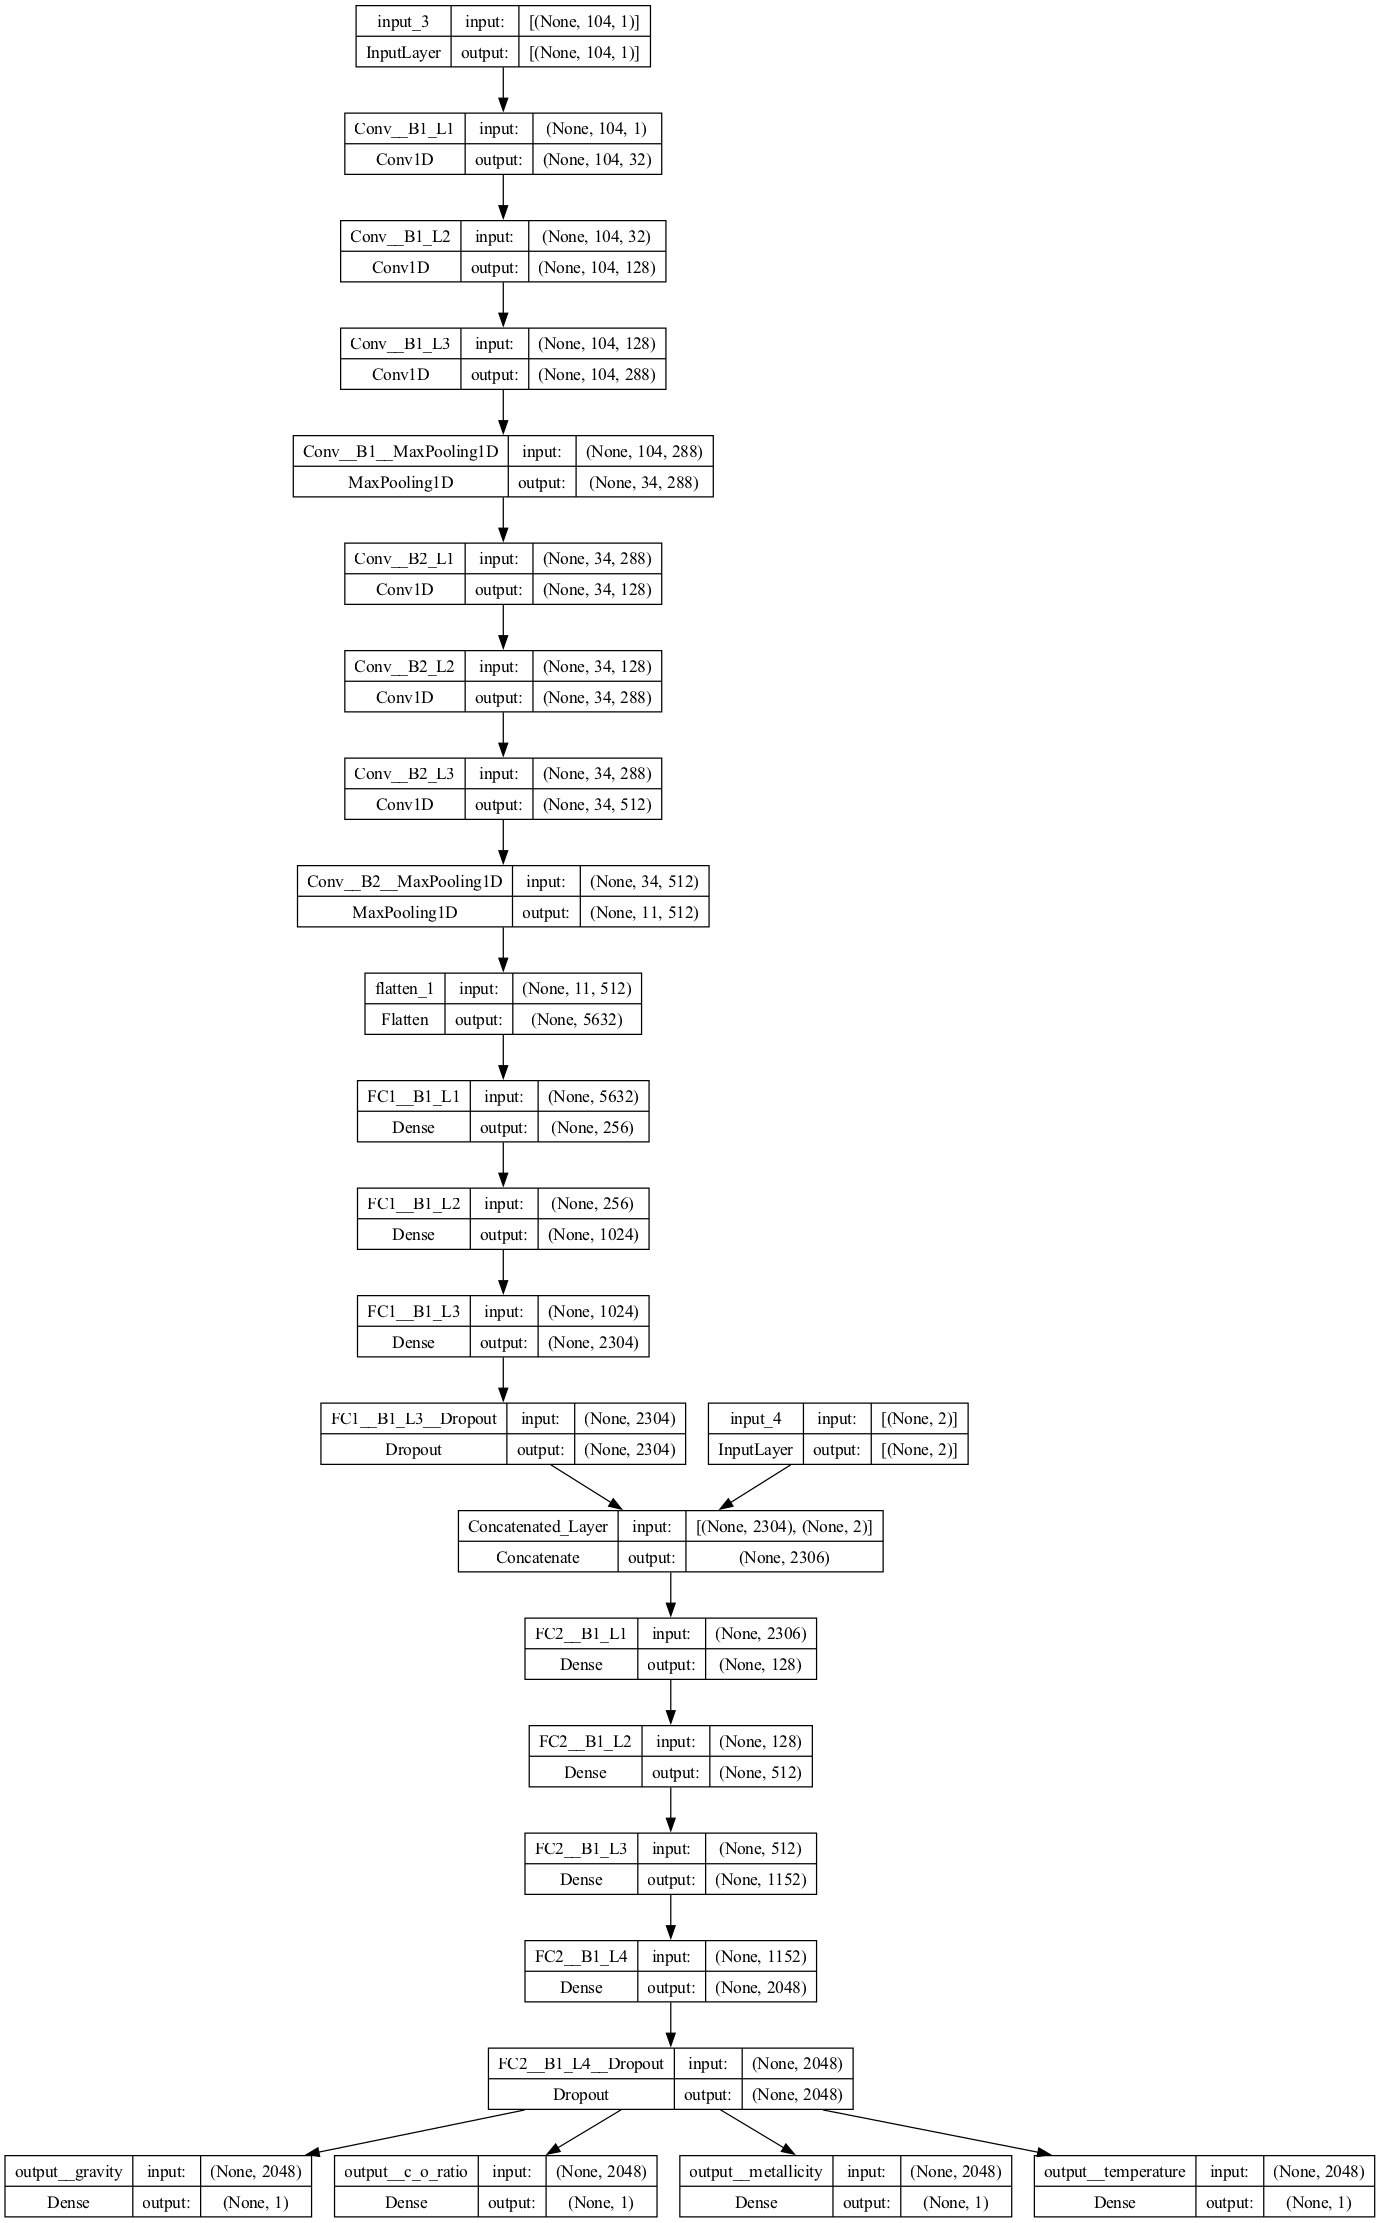 input_3 input: [(None, 104, 1)]
InputLayer output: [(None, 104, 1)]
Conv__B1_L1 input: (None, 104, 1)
Conv1D output: (None, 104, 32)
Conv__B1_L2 input: (None, 104, 32)
Conv1D output: (None, 104, 128)
Conv__B1_L3 input: (None, 104, 128)
Conv1D output: (None, 104, 288)
Conv__B1__MaxPooling1D input: (None, 104, 288)
MaxPooling1D output: (None, 34, 288)
Conv__B2_L1 input: (None, 34, 288)
Conv1D output: (None, 34, 128)
Conv__B2_L2 input: (None, 34, 128)
Conv1D output: (None, 34, 288)
Conv__B2_L3 input: (None, 34, 288)
Conv1D output: (None, 34, 512)
Conv__B2__MaxPooling1D input: (None, 34, 512)
MaxPooling1D output: (None, 11, 512)
flatten_1 input: (None, 11, 512)
Flatten output: (None, 5632)
FC1__B1_L1 input: (None, 5632)
Dense output: (None, 256)
FC1__B1_L2 input: (None, 256)
Dense output: (None, 1024)
FC1__B1_L3 input: (None, 1024)
Dense output: (None, 2304)
FC1__B1_L3__Dropout input: (None, 2304) input_4 input: [(None, 2)]
Dropout output: (None, 2304) InputLayer output: [(None, 2)]
Concatenated_Layer input: [(None, 2304), (None, 2)]
Concatenate output: (None, 2306)
FC2__B1_L1 input: (None, 2306)
Dense output: (None, 128)
FC2__B1_L2 input: (None, 128)
Dense output: (None, 512)
FC2__B1_L3 input: (None, 512)
Dense output: (None, 1152)
FC2__B1_L4 input: (None, 1152)
Dense output: (None, 2048)
FC2__B1_L4__Dropout input: (None, 2048)
Dropout output: (None, 2048)
output__gravity input: (None, 2048) output__c_o_ratio input: (None, 2048) output__metallicity input: (None, 2048) output__temperature input: (None, 2048)
Dense output: (None, 1) Dense output: (None, 1) Dense output: (None, 1) Dense output: (None, 1)